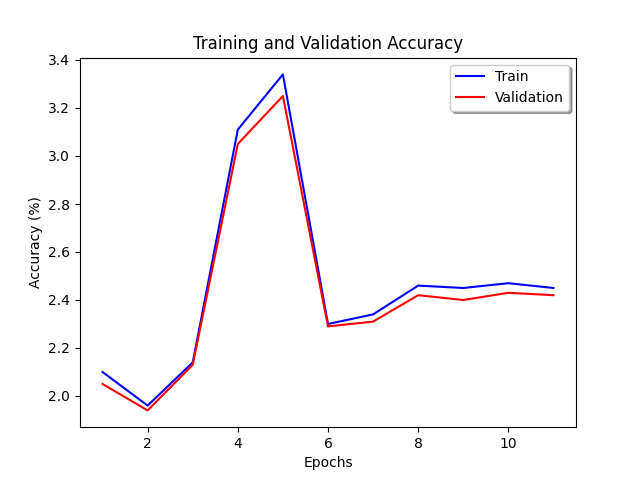 Training and Validation Accuracy
Train
Validation
Accuracy (%)
3.4
3.2
3.0
2.8
2.6
2.4
2.2
2.0
2 4 6 8 10
Epochs